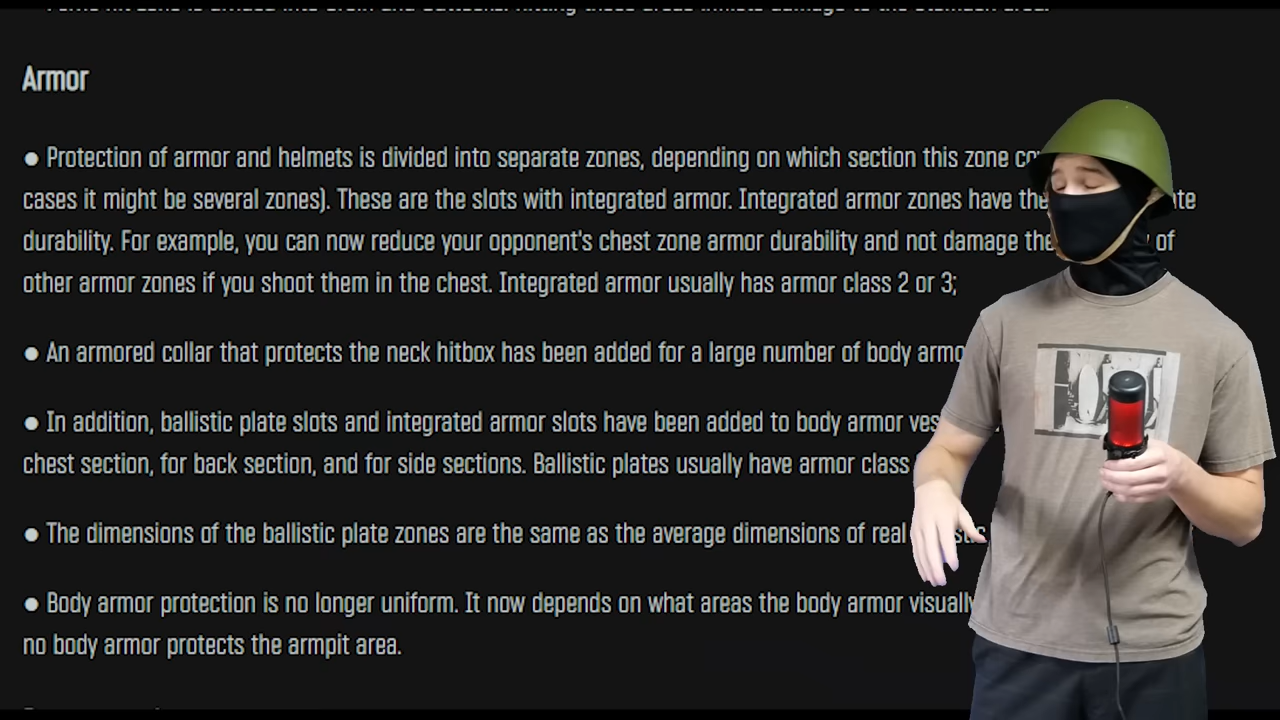 Armor
● Protection of armor and helmets is divided into separate zones, depending on which section this zone
cases it might be several zones). These are the slots with integrated armor. Integrated armor zones have
durability. For example, you can now reduce your opponent's chest zone armor durability and not damage the of
other armor zones if you shoot them in the chest. Integrated armor usually has armor class 2 or 3;
● An armored collar that protects the neck hitbox has been added for a large number of body
● In addition, ballistic plate slots and integrated armor slots have been added to body armor
chest section, for back section, and for side sections. Ballistic plates usually have armor class
● The dimensions of the ballistic plate zones are the same as the average dimensions of real
● Body armor protection is no longer uniform. It now depends on what areas the body armor visually
no body armor protects the armpit area.